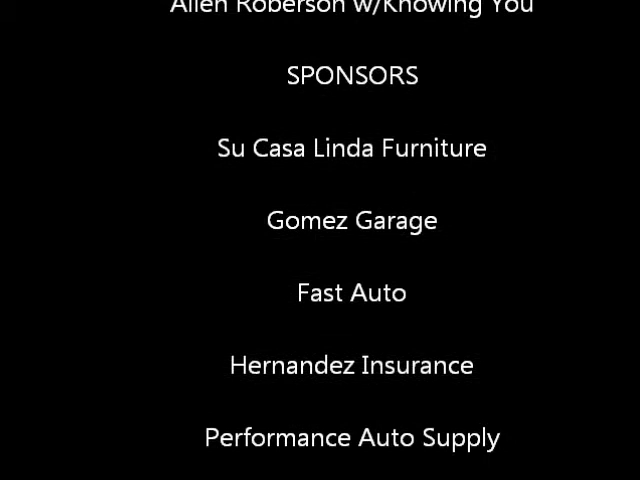 Allen Roberson w/Knowing You
SPONSORS
Su Casa Linda Furniture
Gomez Garage
Fast Auto
Hernandez Insurance
Performance Auto Supply